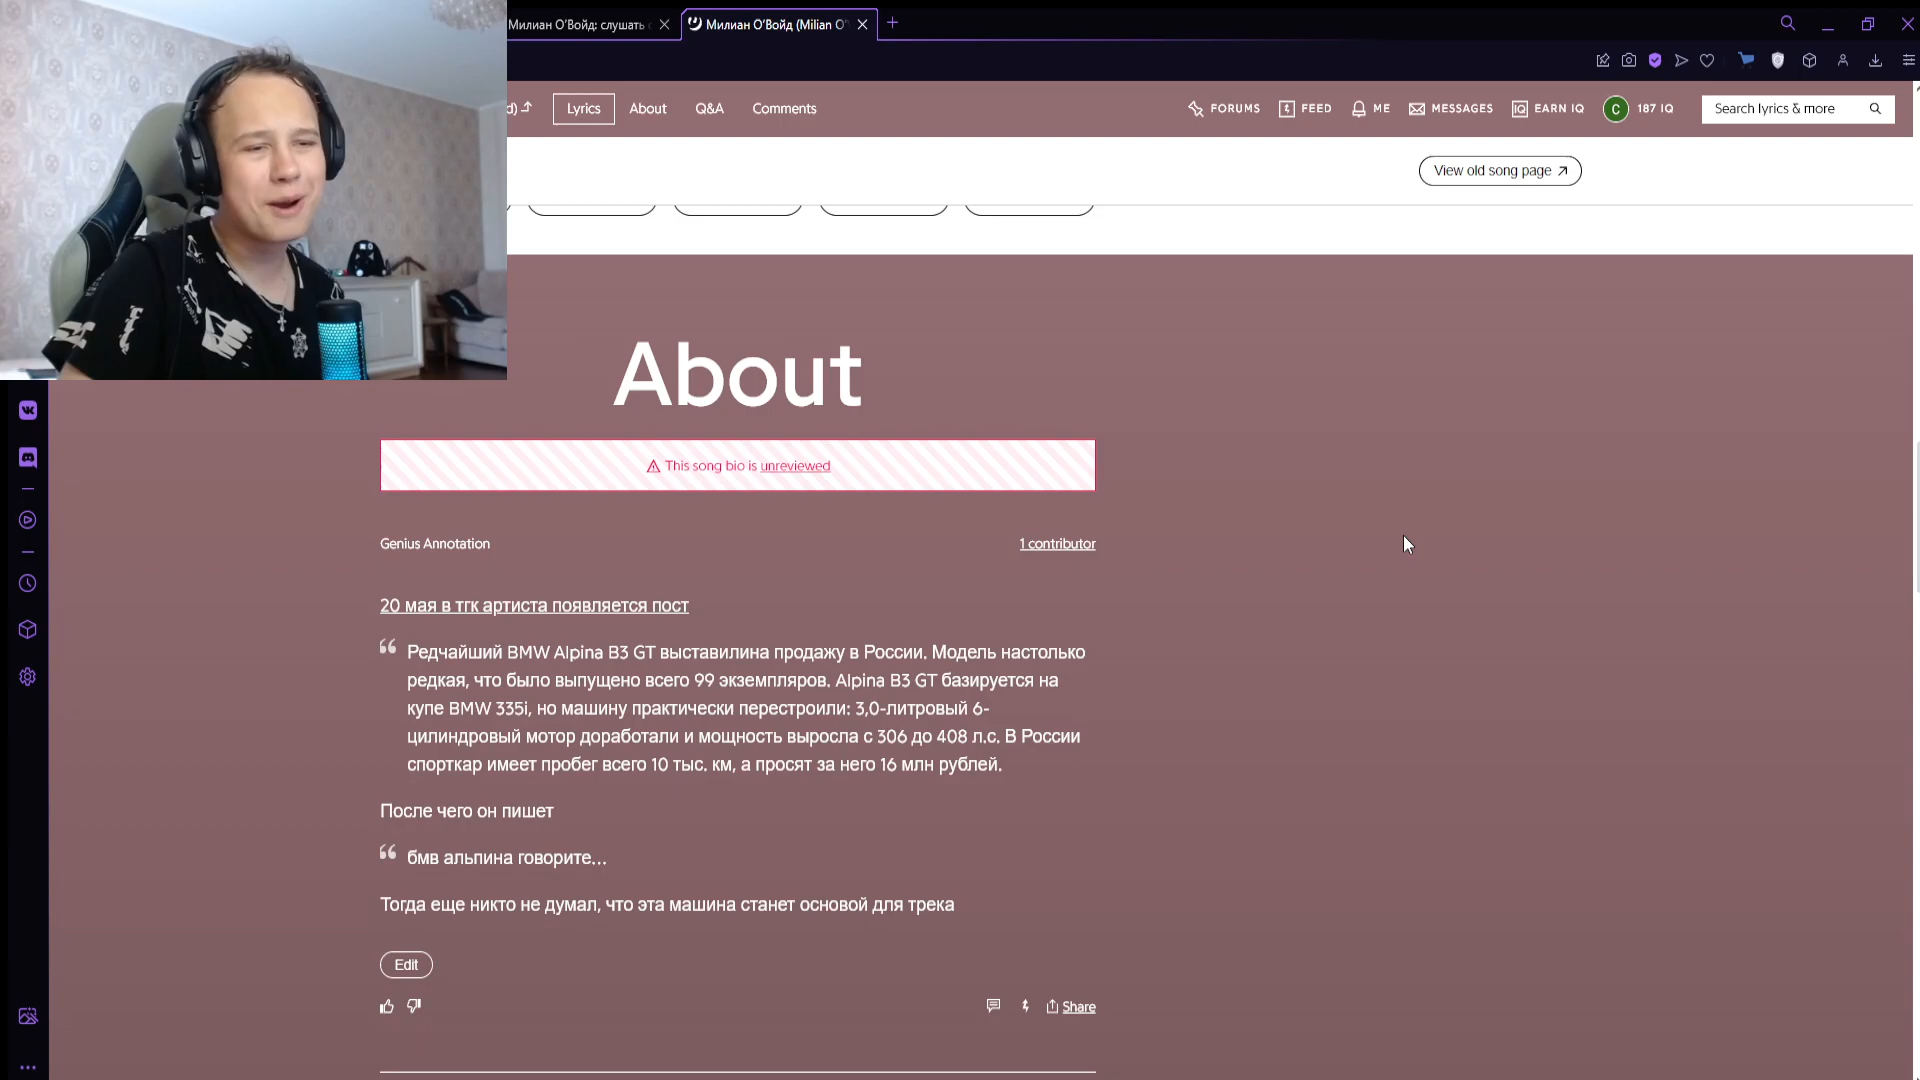 Милиан О'Войд: слушать
Милиан О'Войд (Milian O'
d)
Lyrics
About
Q&A
Comments
FORUMS
FEED
ME
MESSAGES
EARN IQ
C
187 IQ
Search lyrics & more
View old song page
About
This song bio is unreviewed
Genius Annotation
1 contributor
20 мая в тгк артиста появляется пост
Редчайший BMW Alpina B3 GT выставилина продажу в России. Модель настолько
редкая, что было выпущено всего 99 экземпляров. Alpina B3 GT базируется на
купе BMW 335i, но машину практически перестроили: 3,0-литровый 6-
цилиндровый мотор доработали и мощность выросла с 306 до 408 л.с. В России
спорткар имеет пробег всего 10 тыс. км, а просят за него 16 млн рублей.
После чего он пишет
бмв альпина говорите...
Тогда еще никто не думал, что эта машина станет основой для трека
Edit
Share